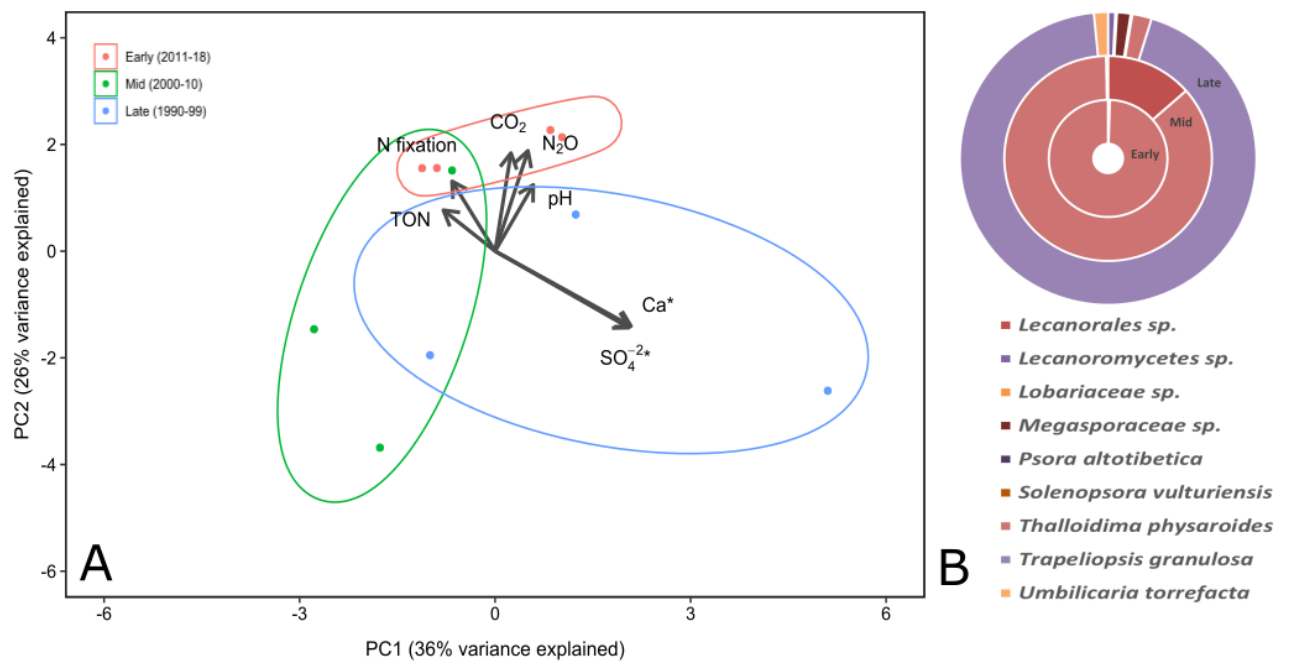 Early (2011-18)
Mid (2000-10)
Late (1990-99)
4
2
0
-2
-4
-6
PC2 (26% variance explained)
CO₂
N fixation
N₂O
TON
pH
Ca*
SO₄⁻²*
A
-6
-3
0
3
6
PC1 (36% variance explained)
Late
Mid
Early
Lecanorales sp.
Lecanoromycetes sp.
Lobariaceae sp.
Megasporaceae sp.
Psora altotibetica
Solenopsora vulturiensis
Thalloidima physaroides
Trapeliopsis granulosa
Umbilicaria torrefacta
B